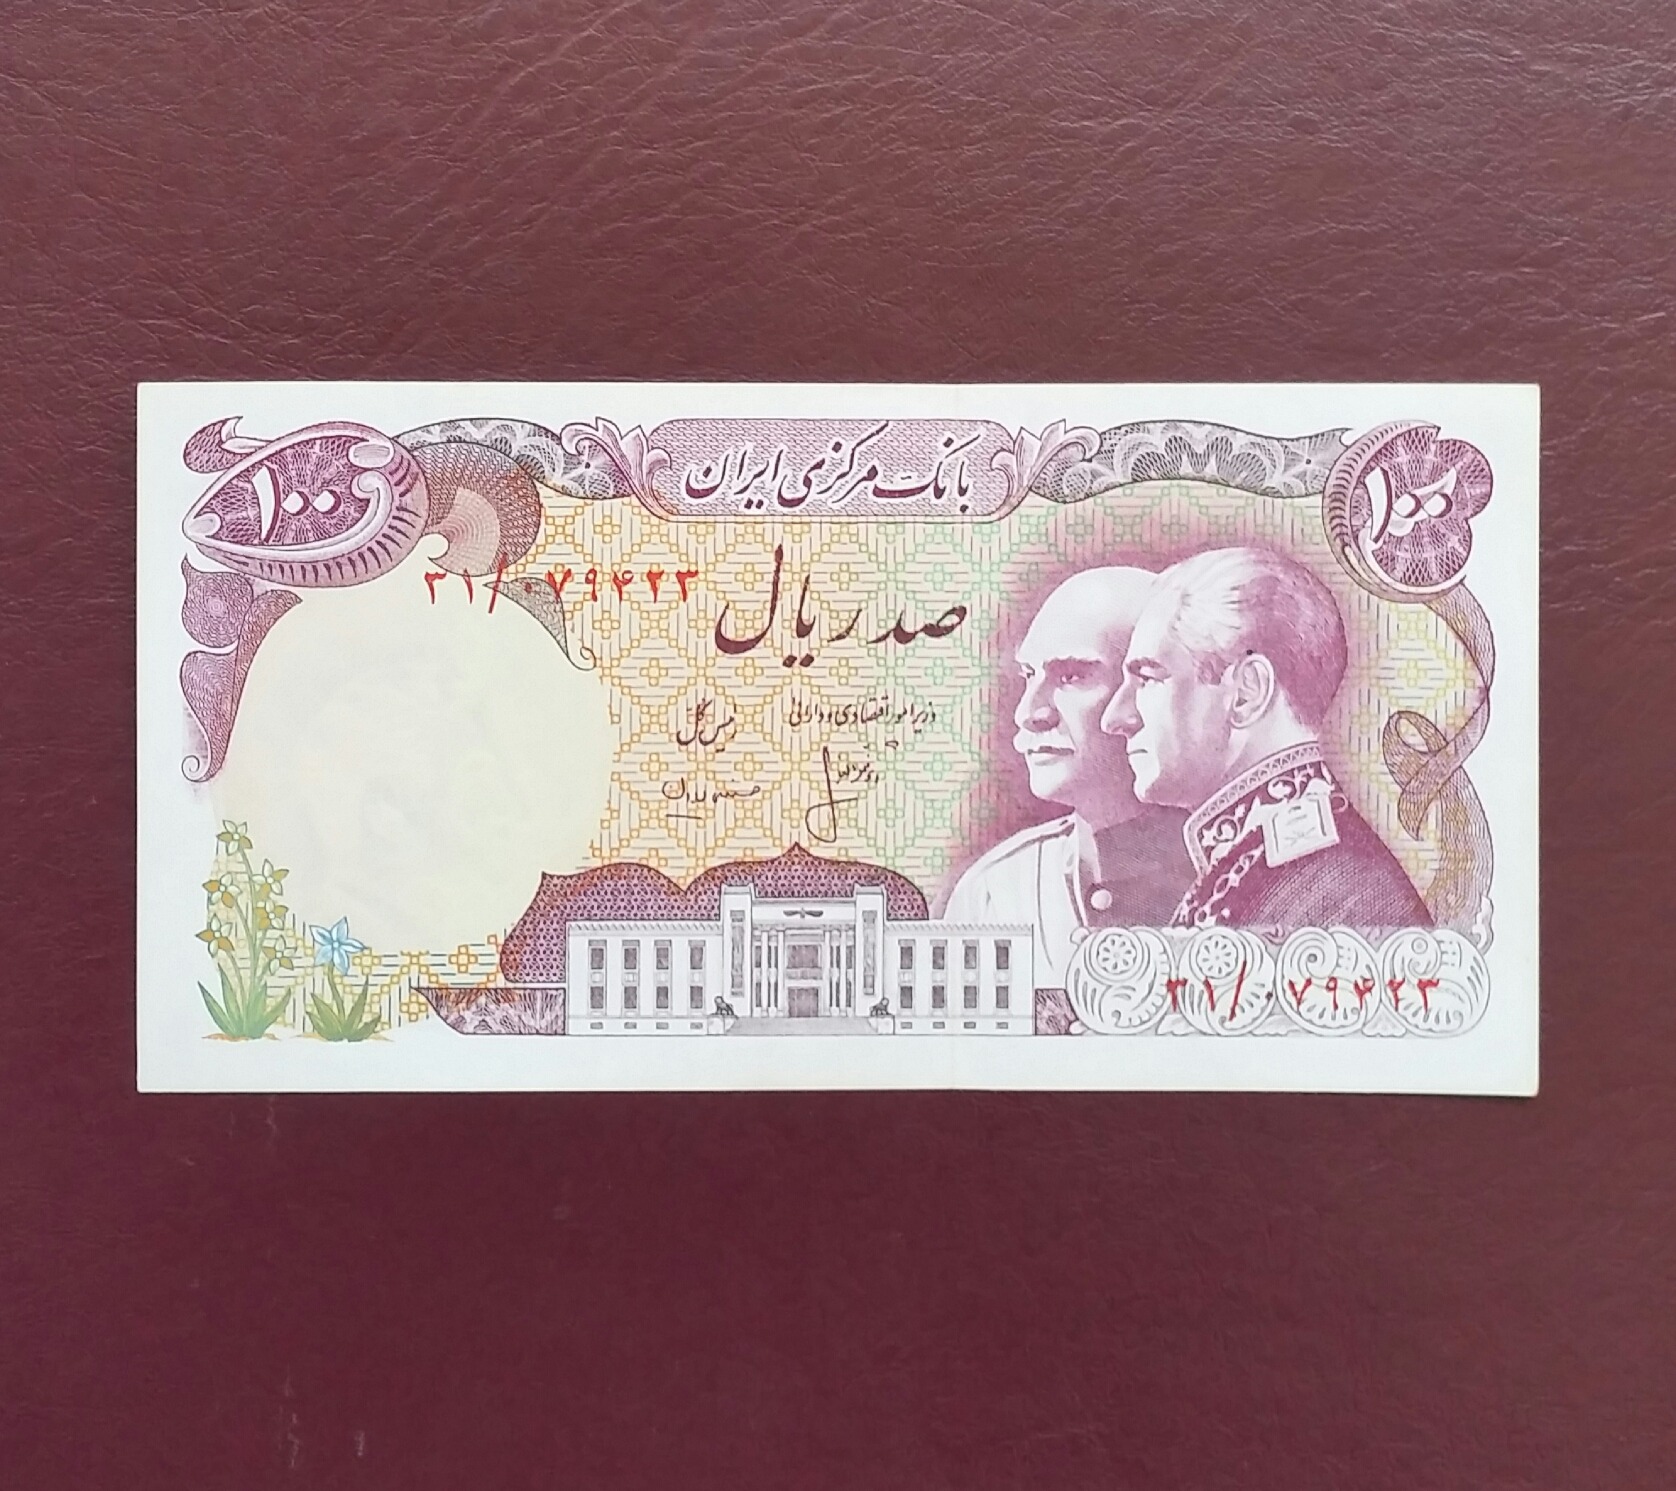 بانک مرکزی ایران
۱۰۰
۱۰۰
۳۱/۰۷۹۴۲۳
صد ریال
وزیر امور اقتصادی و دارائی
رئیس کل
۳۱/۰۷۹۴۲۳